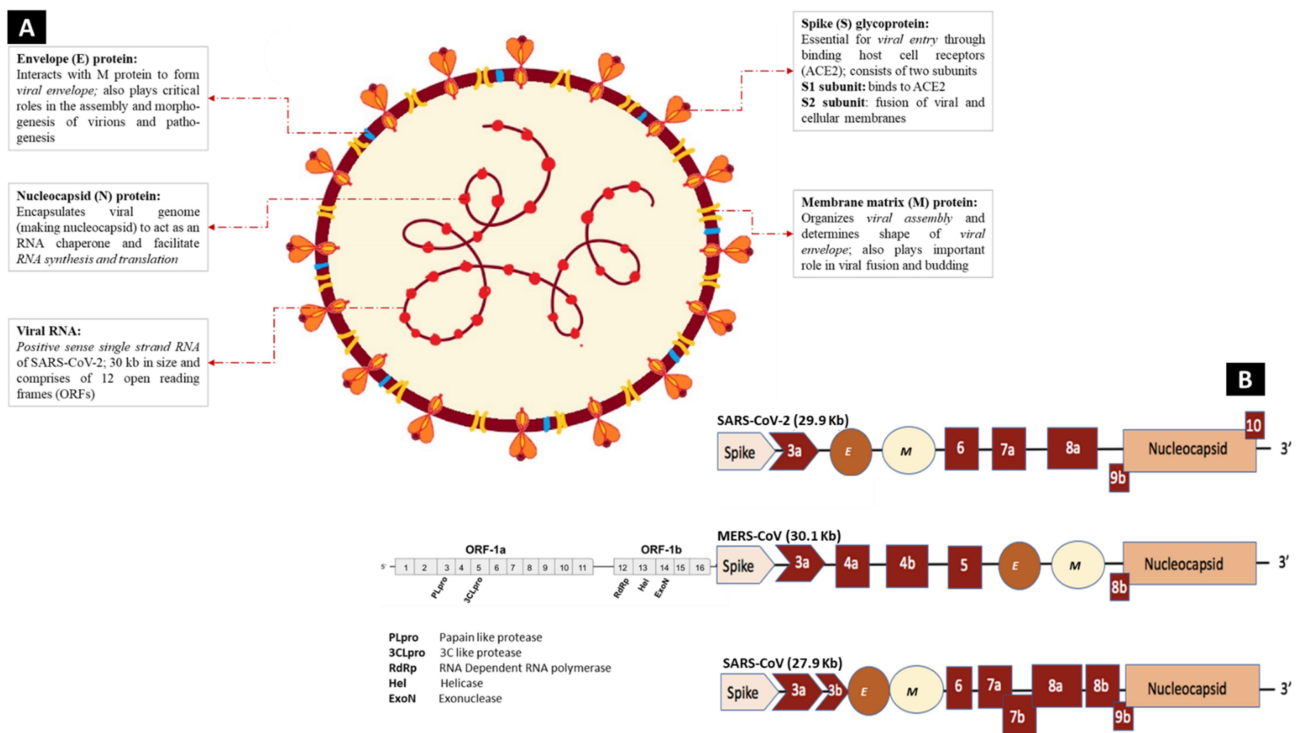 A
Envelope (E) protein:
Interacts with M protein to form
viral envelope; also plays critical
roles in the assembly and morpho-
genesis of virions and patho-
genesis
Nucleocapsid (N) protein:
Encapsulates viral genome
(making nucleocapsid) to act as an
RNA chaperone and facilitate
RNA synthesis and translation
Viral RNA:
Positive sense single strand RNA
of SARS-CoV-2; 30 kb in size and
comprises of 12 open reading
frames (ORFs)
Spike (S) glycoprotein:
Essential for viral entry through
binding host cell receptors
(ACE2); consists of two subunits
S1 subunit: binds to ACE2
S2 subunit: fusion of viral and
cellular membranes
Membrane matrix (M) protein:
Organizes viral assembly and
determines shape of viral
envelope; also plays important
role in viral fusion and budding
B
SARS-CoV-2 (29.9 Kb)
Spike 3a E M 6 7a 8a 9b Nucleocapsid 10 3'
MERS-CoV (30.1 Kb)
ORF-1a ORF-1b
5' 1 2 3 4 5 6 7 8 9 10 11 12 13 14 15 16 Spike 3a 4a 4b 5 E M 8b Nucleocapsid 3'
PLpro 3CLpro RdRp Hel ExoN
PLpro Papain like protease
3CLpro 3C like protease
RdRp RNA Dependent RNA polymerase
Hel Helicase
ExoN Exonuclease
SARS-CoV (27.9 Kb)
Spike 3a 3b E M 6 7a 7b 8a 8b 9b Nucleocapsid 3'